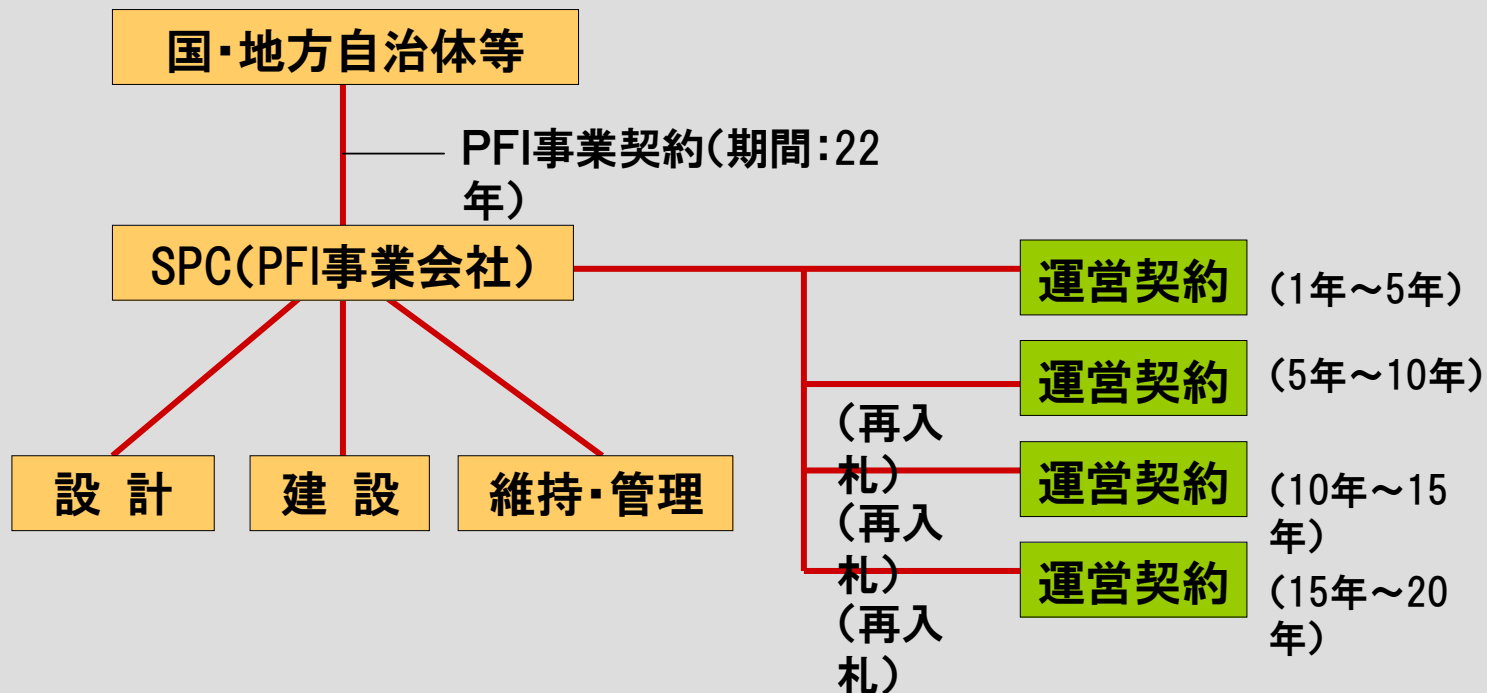 国・地方自治体等
PFI事業契約(期間:22
年)
SPC(PFI事業会社)
運営契約
(1年～5年)
運営契約
(5年～10年)
(再入
札)
運営契約
(10年～15
年)
(再入
札)
運営契約
(15年～20
年)
(再入
札)
設 計
建 設
維持・管理